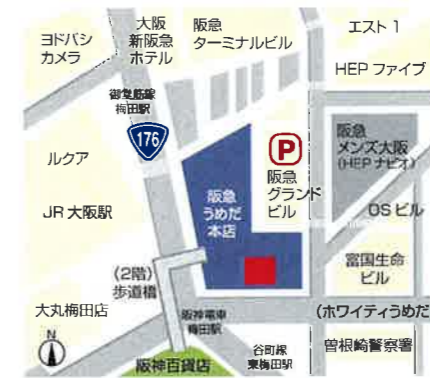 ヨドバシ
カメラ
大阪
新阪急
ホテル
阪急
ターミナルビル
エスト1
HEP ファイブ
御堂筋線
梅田駅
176
ルクア
P
阪急
グランド
ビル
阪急
メンズ大阪
(HEP ナビオ)
阪急
うめだ
本店
JR 大阪駅
OS ビル
富国生命
ビル
(2階)
歩道橋
大丸梅田店
阪神電車
梅田駅
(ホワイティうめだ
N
阪神百貨店
谷町線
東梅田駅
曽根崎警察署